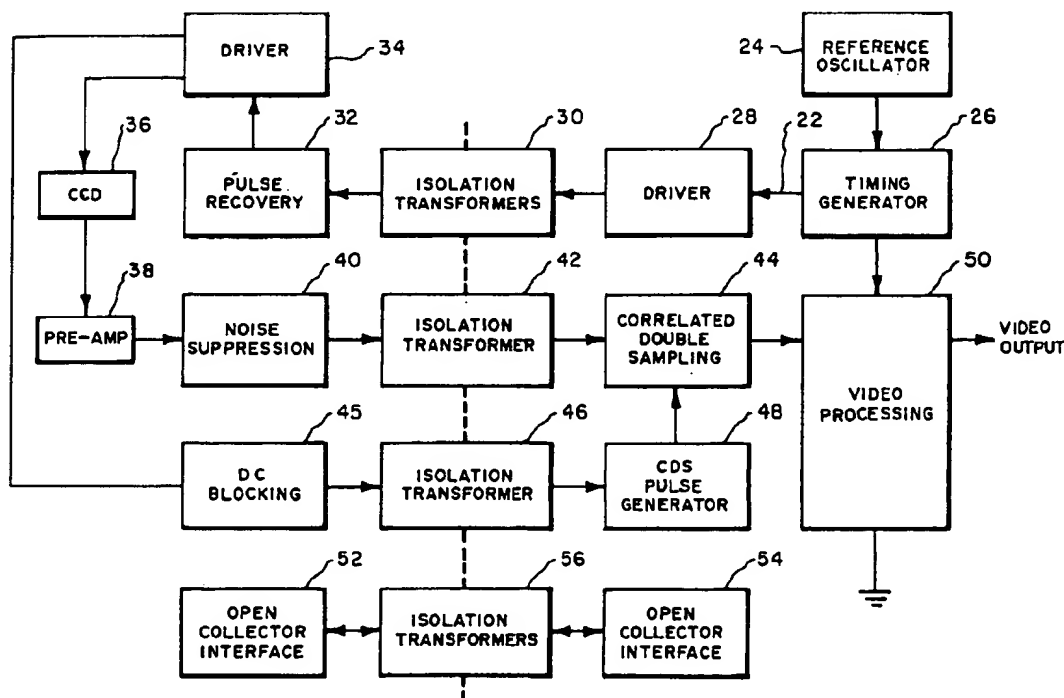 DRIVER
34
24
REFERENCE
OSCILLATOR
36
32
30
28
22
26
CCD
PULSE
RECOVERY
ISOLATION
TRANSFORMERS
DRIVER
TIMING
GENERATOR
38
40
42
44
50
PRE-AMP
NOISE
SUPPRESSION
ISOLATION
TRANSFORMER
CORRELATED
DOUBLE
SAMPLING
VIDEO
PROCESSING
VIDEO
OUTPUT
45
46
48
DC
BLOCKING
ISOLATION
TRANSFORMER
CDS
PULSE
GENERATOR
52
56
54
OPEN
COLLECTOR
INTERFACE
ISOLATION
TRANSFORMERS
OPEN
COLLECTOR
INTERFACE